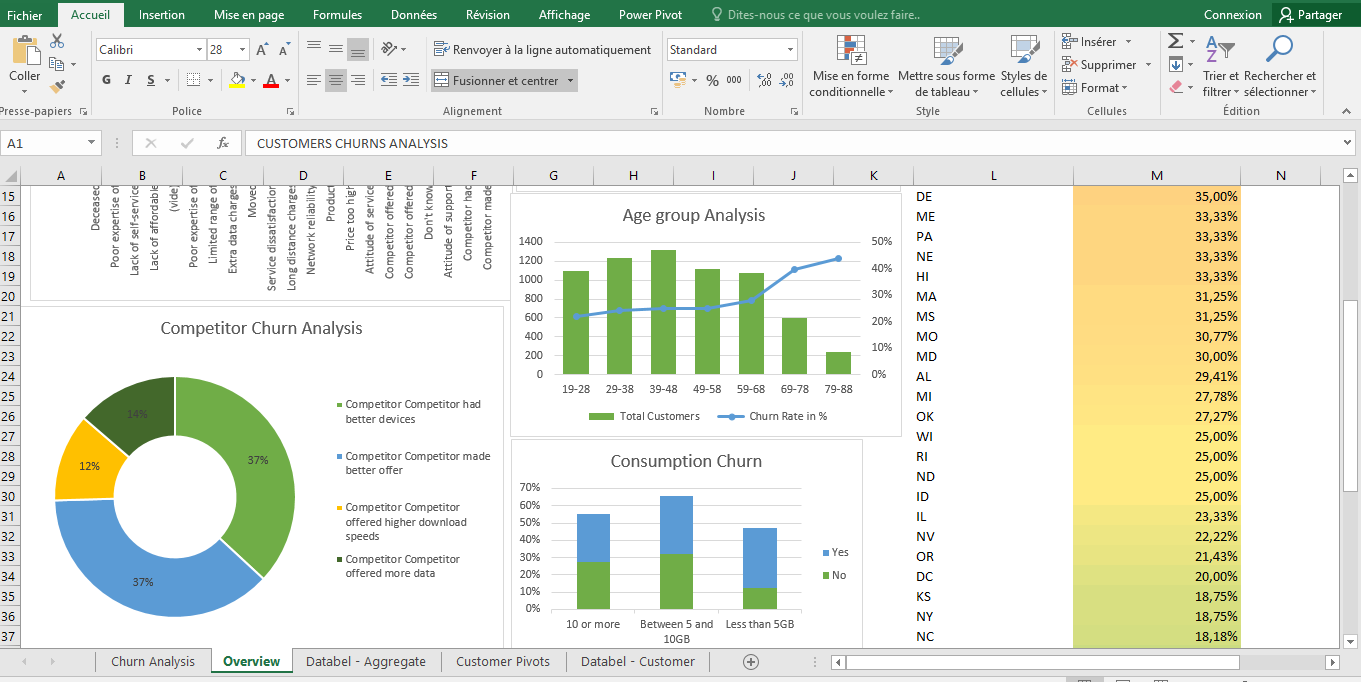 Fichier Accueil Insertion Mise en page Formules Données Révision Affichage Power Pivot Dites-nous ce que vous voulez faire.. Connexion Partager
Coller
Presse-papiers
Calibri 28
G I S
Police
Renvoyer à la ligne automatiquement
Fusionner et centrer
Alignement
Standard
% 000
Nombre
Mise en forme
conditionnelle
Mettre sous forme
de tableau
Styles de
cellules
Style
Insérer
Supprimer
Format
Cellules
Trier et
filtrer
Rechercher et
sélectionner
Édition
A1 fx CUSTOMERS CHURNS ANALYSIS
A B C D E F G H I J K L M N
Deceased
Poor expertise of
Lack of self-service
Lack of affordable
(vide)
Poor expertise of
Limited range of
Extra data charges
Moved
Service dissatisfaction
Long distance charges
Network reliability
Product
Price too high
Attitude of service
Competitor offered
Competitor offered
Don't know
Attitude of support
Competitor had
Competitor made
Competitor Churn Analysis
37%
37%
12%
14%
Competitor Competitor had
better devices
Competitor Competitor made
better offer
Competitor Competitor
offered higher download
speeds
Competitor Competitor
offered more data
Age group Analysis
1400
1200
1000
800
600
400
200
0
50%
40%
30%
20%
10%
0%
19-28 29-38 39-48 49-58 59-68 69-78 79-88
Total Customers Churn Rate in %
Consumption Churn
70%
60%
50%
40%
30%
20%
10%
0%
10 or more Between 5 and Less than 5GB
10GB
Yes
No
15 DE 35,00%
16 ME 33,33%
17 PA 33,33%
18 NE 33,33%
19 HI 33,33%
20 MA 31,25%
21 MS 31,25%
22 MO 30,77%
23 MD 30,00%
24 AL 29,41%
25 MI 27,78%
26 OK 27,27%
27 WI 25,00%
28 RI 25,00%
29 ND 25,00%
30 ID 25,00%
31 IL 23,33%
32 NV 22,22%
33 OR 21,43%
34 DC 20,00%
35 KS 18,75%
36 NY 18,75%
37 NC 18,18%
Churn Analysis Overview Databel - Aggregate Customer Pivots Databel - Customer